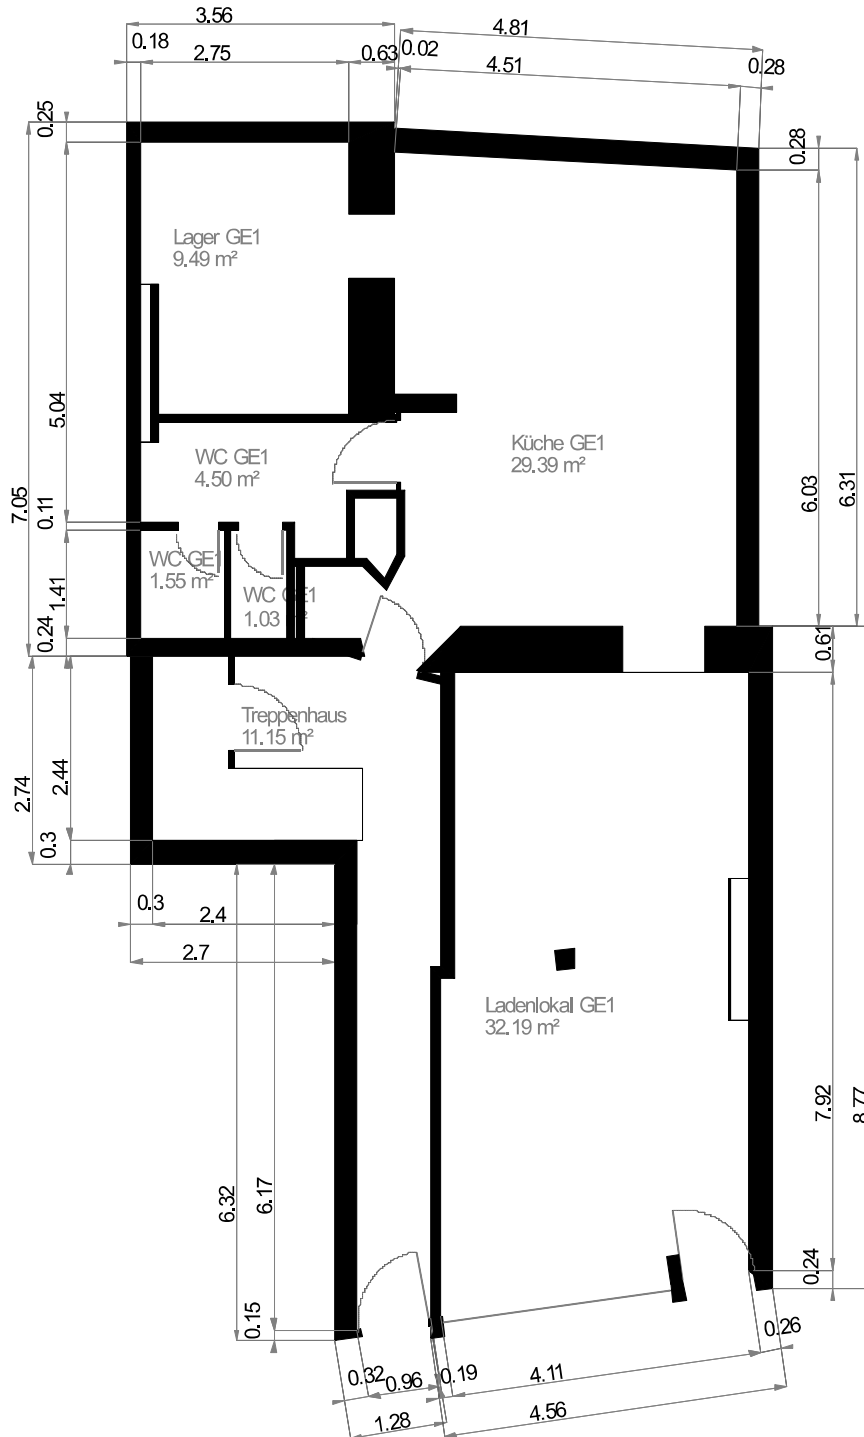 3.56
4.81
0.18
2.75
0.63
0.02
4.51
0.28
0.25
0.28
Lager GE1
9.49 m²
5.04
7.05
WC GE1
4.50 m²
Küche GE1
29.39 m²
6.03
6.31
0.11
WC GE1
1.55 m²
1.41
WC GE1
1.03 m²
0.24
0.61
Treppenhaus
11.15 m²
2.74
2.44
0.3
0.3
2.4
2.7
Ladenlokal GE1
32.19 m²
7.92
8.77
6.32
6.17
0.24
0.15
0.26
0.32
0.96
0.19
4.11
1.28
4.56